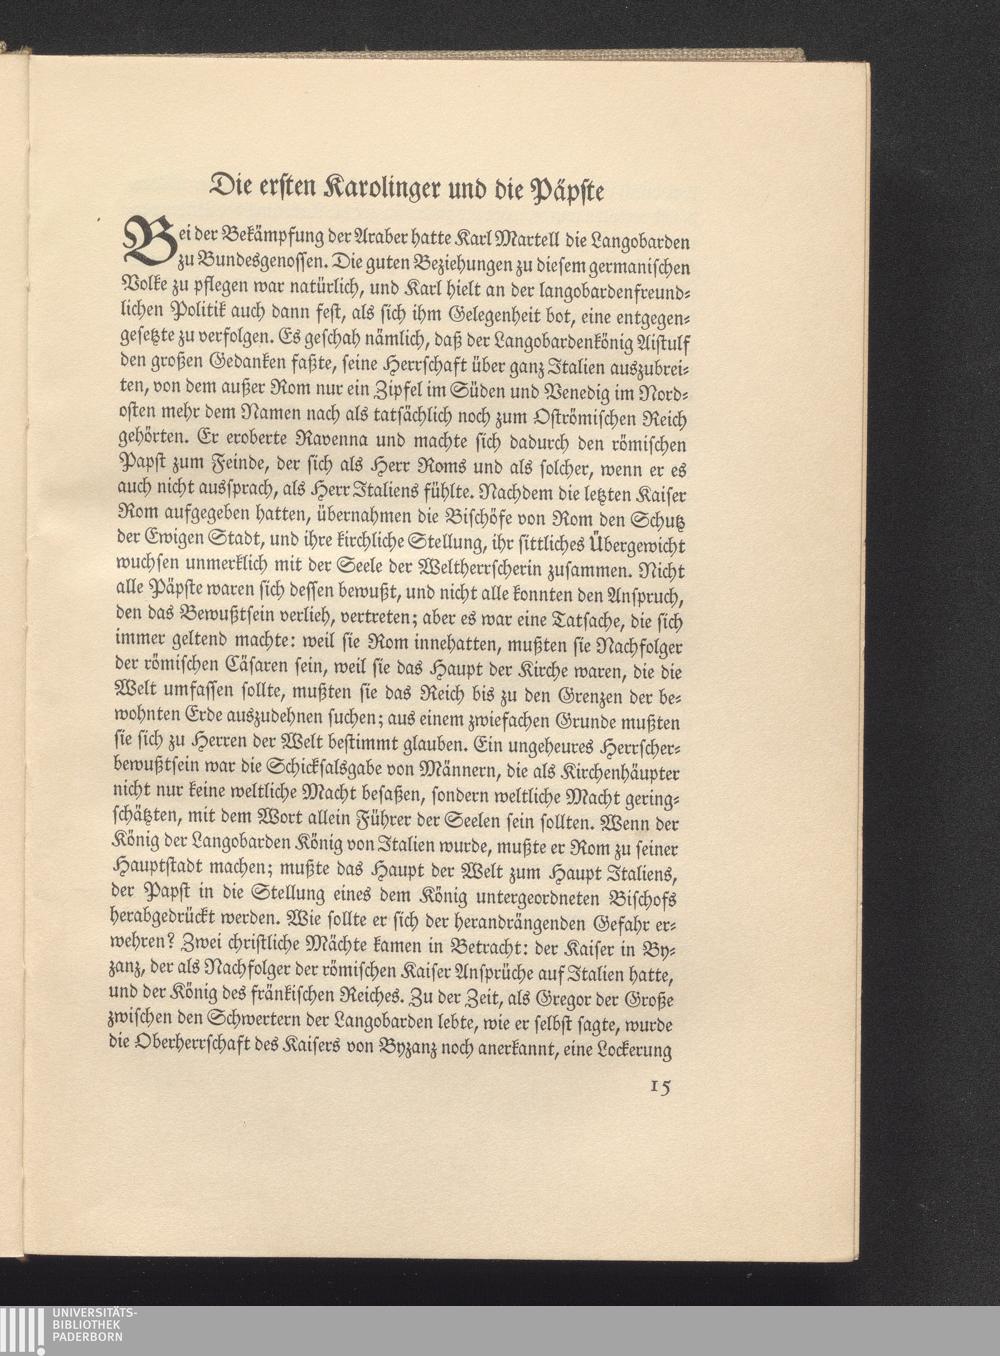 Die ersten Karolinger und die Päpste
Bei der Bekämpfung der Araber hatte Karl Martell die Langobarden
zu Bundesgenossen. Die guten Beziehungen zu diesem germanischen
Volke zu pflegen war natürlich, und Karl hielt an der langobardenfreund-
lichen Politik auch dann fest, als sich ihm Gelegenheit bot, eine entgegen-
gesetzte zu verfolgen. Es geschah nämlich, daß der Langobardenkönig Aistulf
den großen Gedanken faßte, seine Herrschaft über ganz Italien auszubrei-
ten, von dem außer Rom nur ein Zipfel im Süden und Venedig im Nord-
osten mehr dem Namen nach als tatsächlich noch zum Oströmischen Reich
gehörten. Er eroberte Ravenna und machte sich dadurch den römischen
Papst zum Feinde, der sich als Herr Roms und als solcher, wenn er es
auch nicht aussprach, als Herr Italiens fühlte. Nachdem die letzten Kaiser
Rom aufgegeben hatten, übernahmen die Bischöfe von Rom den Schutz
der Ewigen Stadt, und ihre kirchliche Stellung, ihr sittliches Übergewicht
wuchsen unmerklich mit der Seele der Weltherrscherin zusammen. Nicht
alle Päpste waren sich dessen bewußt, und nicht alle konnten den Anspruch,
den das Bewußtsein verlieh, vertreten; aber es war eine Tatsache, die sich
immer geltend machte: weil sie Rom innehatten, mußten sie Nachfolger
der römischen Cäsaren sein, weil sie das Haupt der Kirche waren, die die
Welt umfassen sollte, mußten sie das Reich bis zu den Grenzen der be-
wohnten Erde auszudehnen suchen; aus einem zwiefachen Grunde mußten
sie sich zu Herren der Welt bestimmt glauben. Ein ungeheures Herrscher-
bewußtsein war die Schicksalsgabe von Männern, die als Kirchenhäupter
nicht nur keine weltliche Macht besaßen, sondern weltliche Macht gering-
schätzten, mit dem Wort allein Führer der Seelen sein sollten. Wenn der
König der Langobarden König von Italien wurde, mußte er Rom zu seiner
Hauptstadt machen; mußte das Haupt der Welt zum Haupt Italiens,
der Papst in die Stellung eines dem König untergeordneten Bischofs
herabgedrückt werden. Wie sollte er sich der herandrängenden Gefahr er-
wehren? Zwei christliche Mächte kamen in Betracht: der Kaiser in By-
zanz, der als Nachfolger der römischen Kaiser Ansprüche auf Italien hatte,
und der König des fränkischen Reiches. Zu der Zeit, als Gregor der Große
zwischen den Schwertern der Langobarden lebte, wie er selbst sagte, wurde
die Oberherrschaft des Kaisers von Byzanz noch anerkannt, eine Lockerung
15
UNIVERSITÄTS-
BIBLIOTHEK
PADERBORN